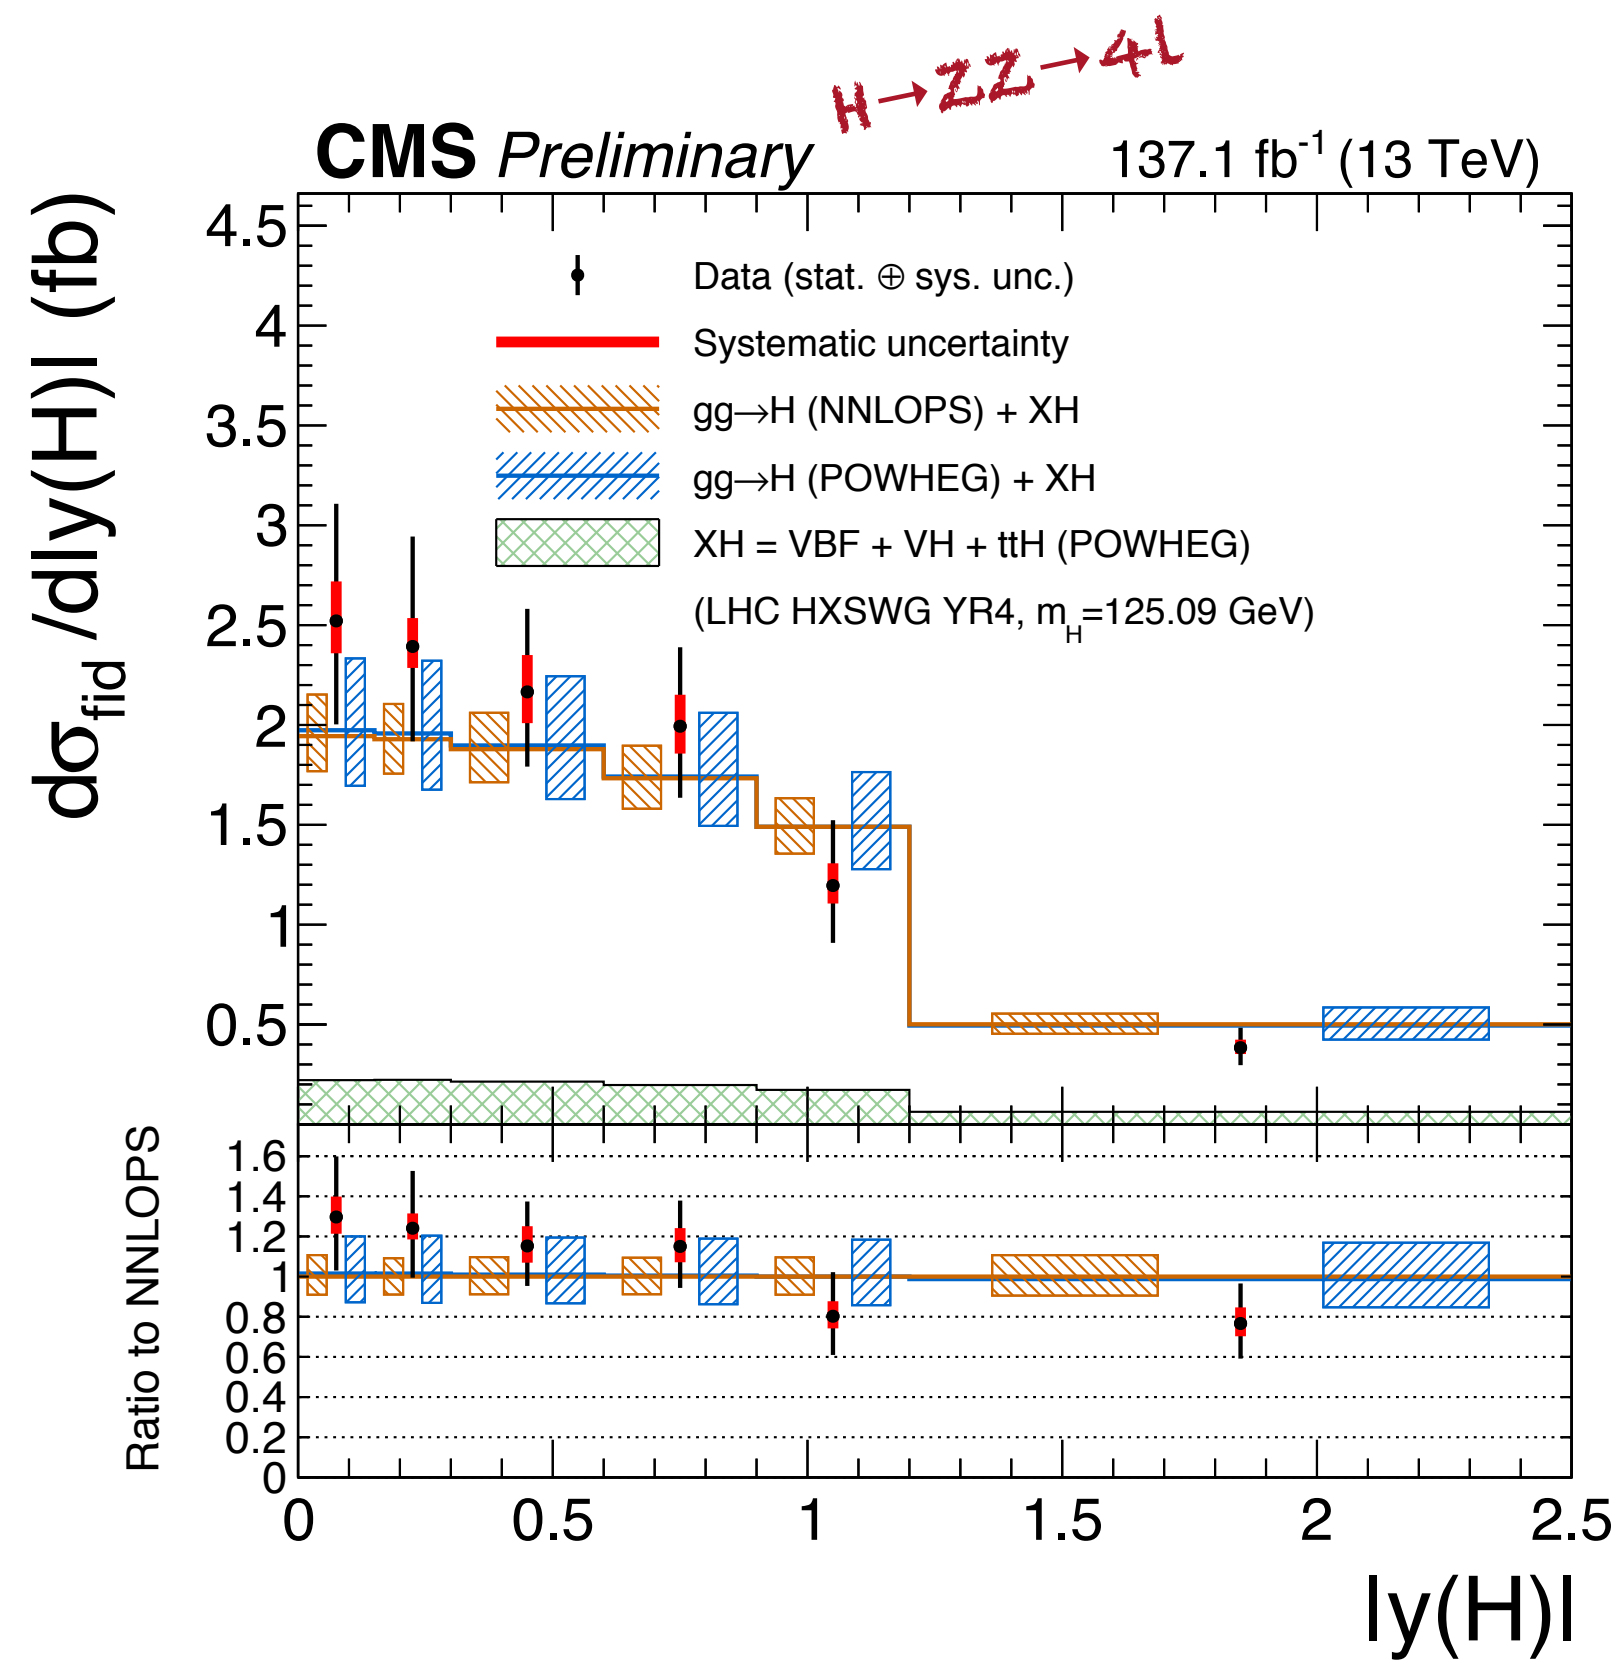 H→ZZ→4L
CMS Preliminary 137.1 fb-1 (13 TeV)
dσfid/d|y(H)| (fb)
4.5
4
3.5
3
2.5
2
1.5
1
0.5
Data (stat. ⊕ sys. unc.)
Systematic uncertainty
gg→H (NNLOPS) + XH
gg→H (POWHEG) + XH
XH = VBF + VH + ttH (POWHEG)
(LHC HXSWG YR4, mH=125.09 GeV)
Ratio to NNLOPS
1.6
1.4
1.2
1
0.8
0.6
0.4
0.2
0
0 0.5 1 1.5 2 2.5
|y(H)|